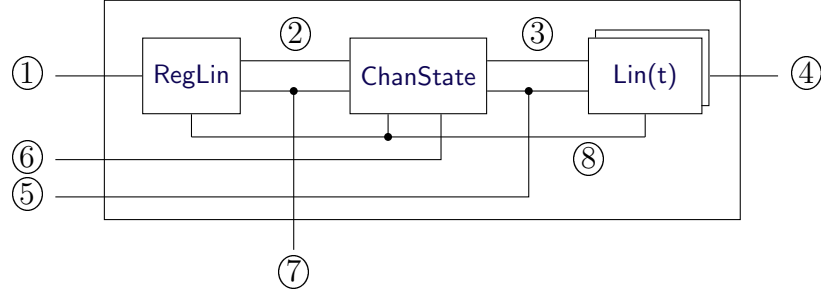 ② ③
① RegLin ChanState Lin(t) ④
⑥ ⑧
⑤
⑦